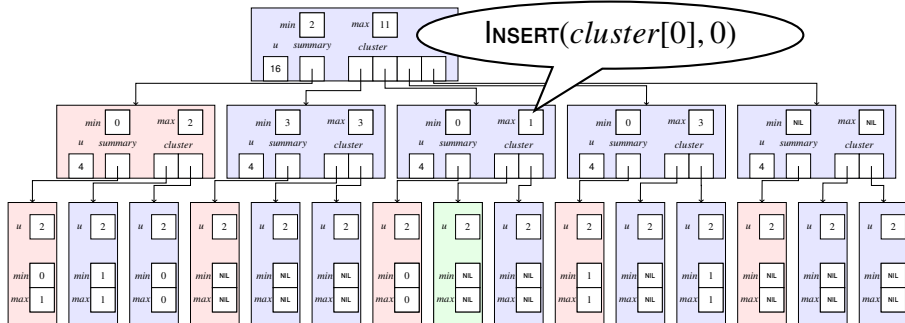 min 2 max 11
INSERT(cluster[0], 0)
u summary cluster
16
min 0 max 2 min 3 max 3 min 0 max 1 min 0 max 3 min NIL max NIL
u summary cluster u summary cluster u summary cluster u summary cluster u summary cluster
4 4 4 4 4
u 2 u 2 u 2 u 2 u 2 u 2 u 2 u 2 u 2 u 2 u 2 u 2 u 2 u 2 u 2
min 0 min 1 min 0 min NIL min NIL min NIL min 0 min NIL min NIL min 1 min NIL min 1 min NIL min NIL min NIL
max 1 max 1 max 0 max NIL max NIL max NIL max 0 max NIL max NIL max 1 max NIL max 1 max NIL max NIL max NIL